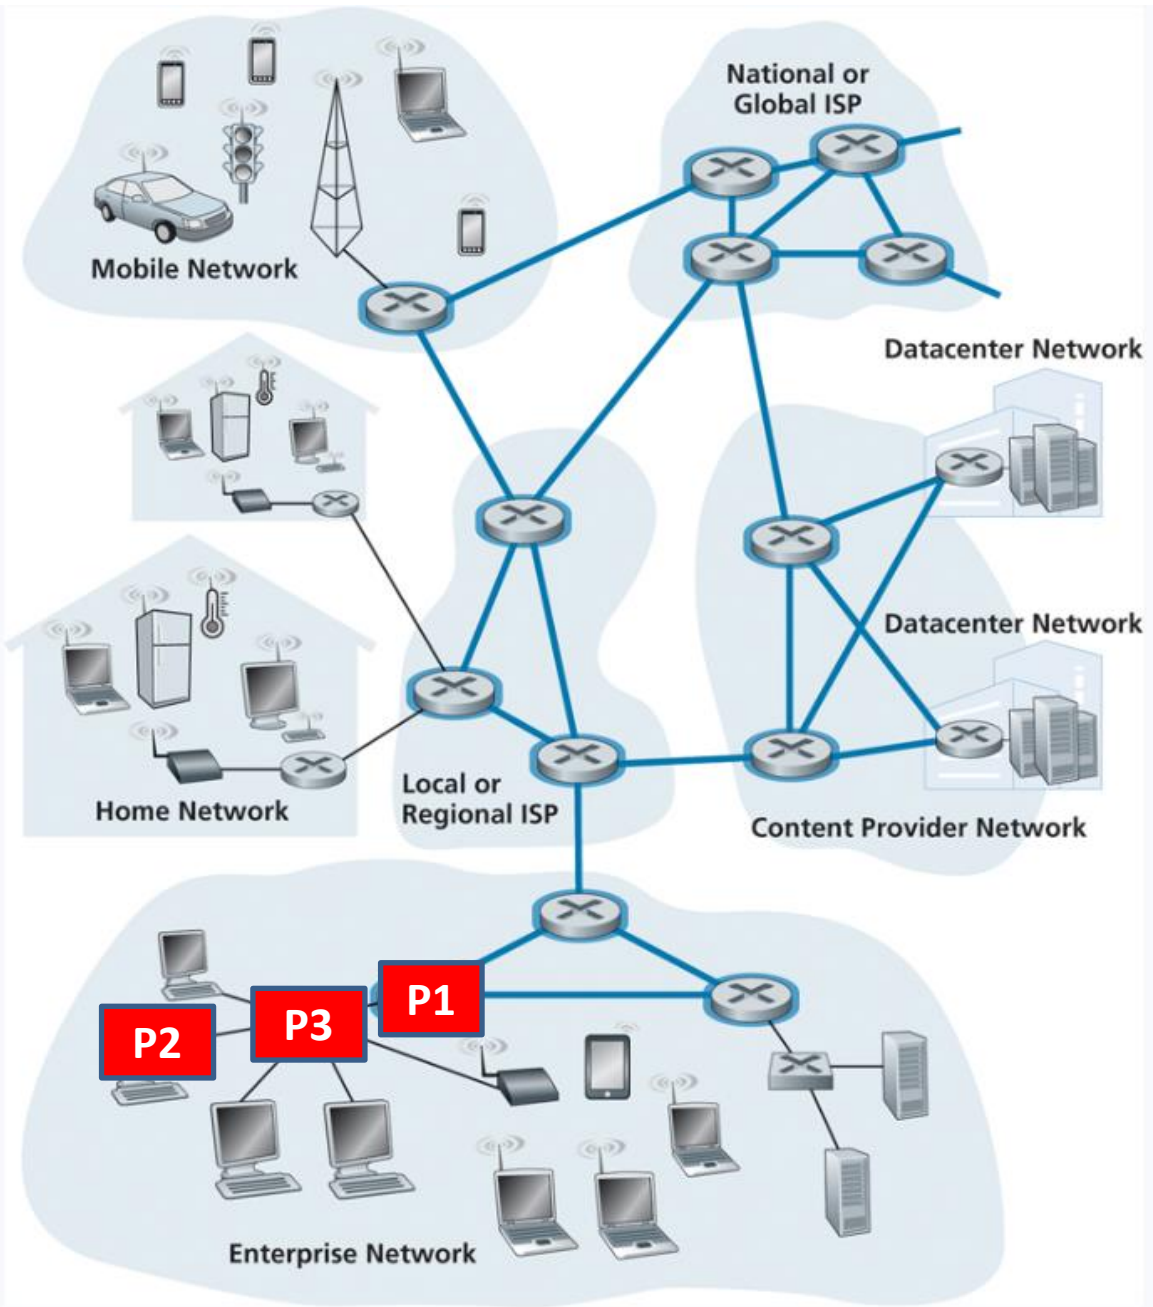 National or
Global ISP
Mobile Network
Datacenter Network
Datacenter Network
Local or
Regional ISP
Home Network
Content Provider Network
P1
P3
P2
Enterprise Network